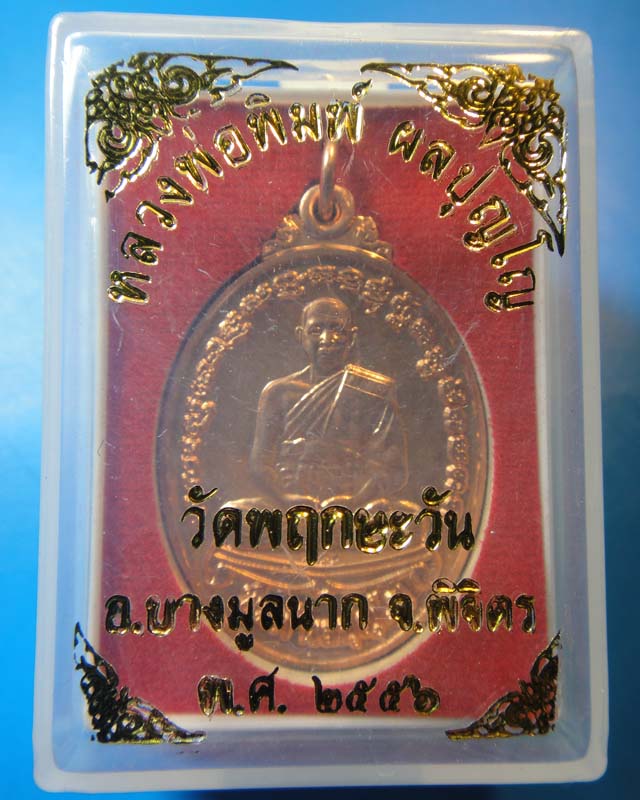 หลวงพ่อพิมพ์ ผลปุญโญ
วัดพฤกษะวัน
อ.บางมูลนาก จ.พิจิตร
พ.ศ. ๒๕๕๖